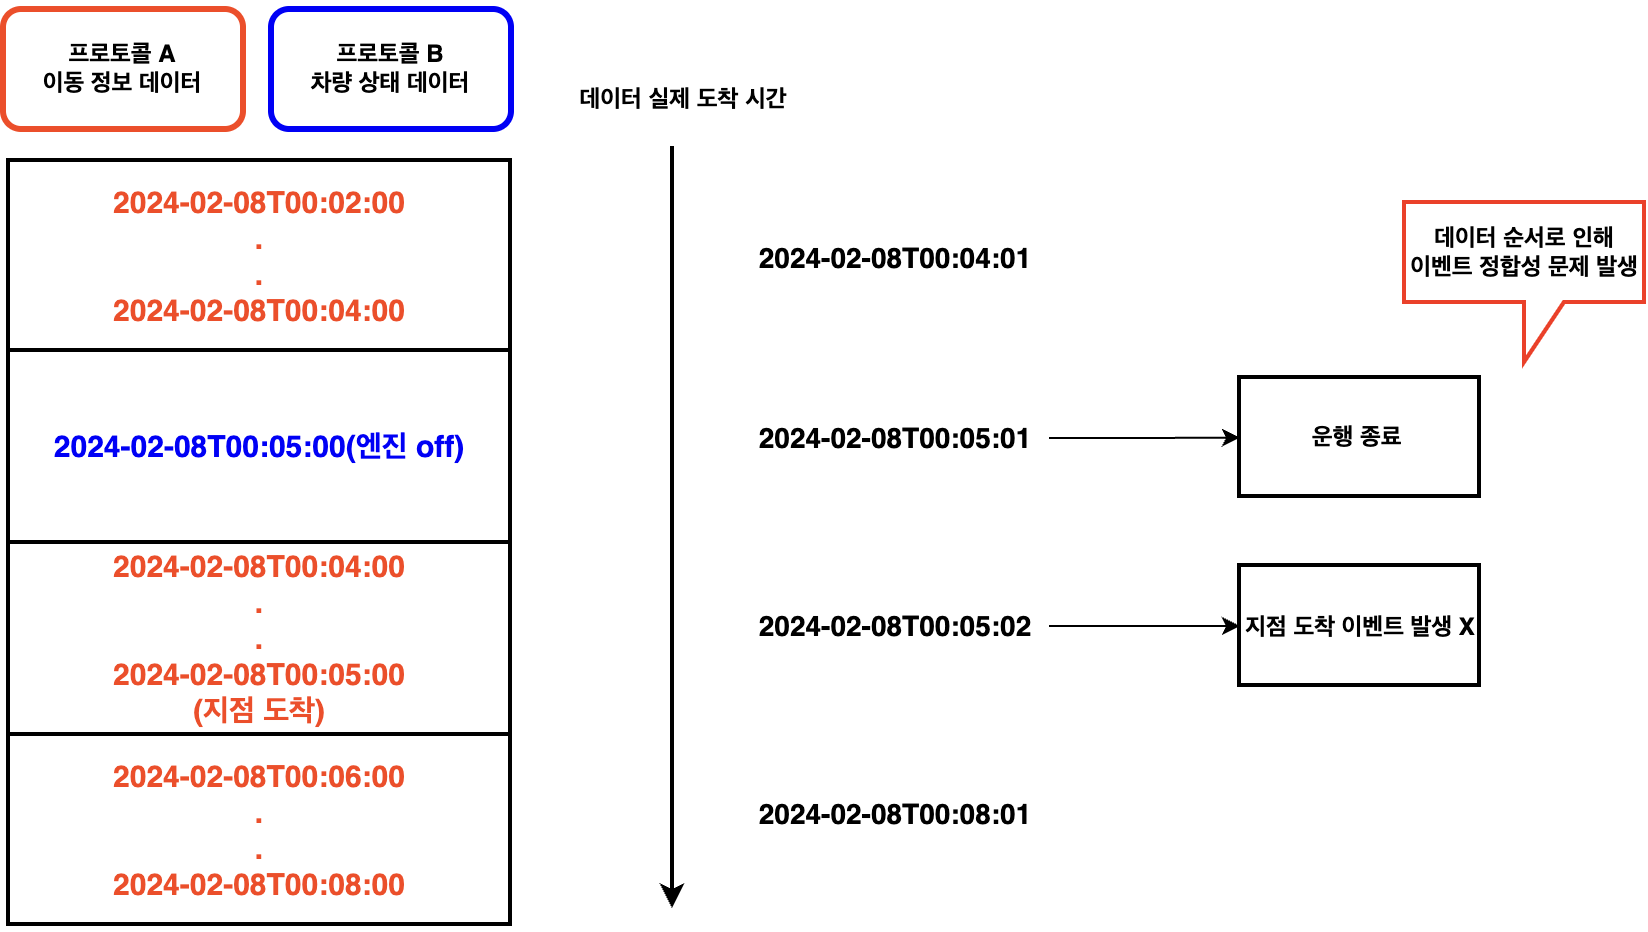 프로토콜 A
이동 정보 데이터
프로토콜 B
차량 상태 데이터
데이터 실제 도착 시간
2024-02-08T00:02:00
.
.
2024-02-08T00:04:00
2024-02-08T00:04:01
데이터 순서로 인해
이벤트 정합성 문제 발생
2024-02-08T00:05:00(엔진 off)
2024-02-08T00:05:01
운행 종료
2024-02-08T00:04:00
.
.
2024-02-08T00:05:00
(지점 도착)
2024-02-08T00:05:02
지점 도착 이벤트 발생 X
2024-02-08T00:06:00
.
.
2024-02-08T00:08:00
2024-02-08T00:08:01